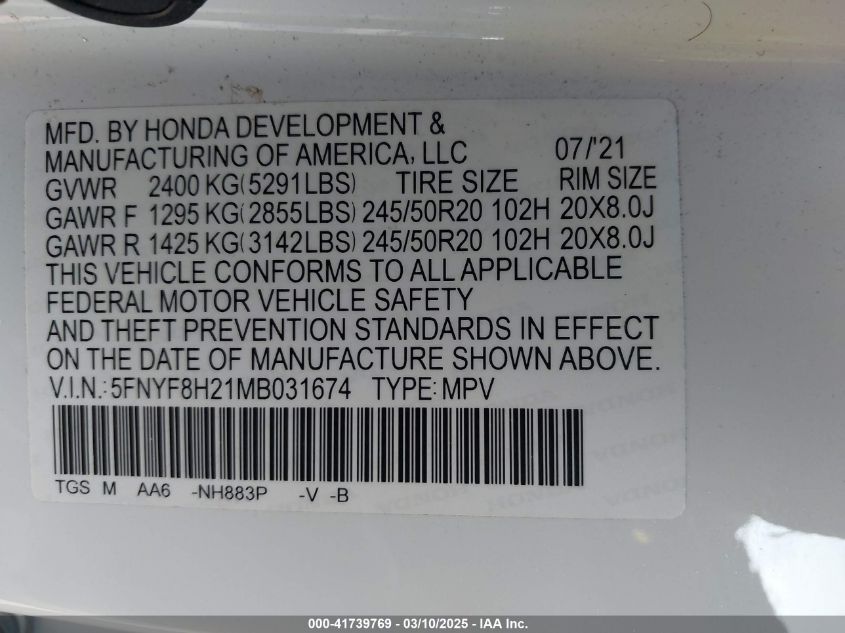 MFD. BY HONDA DEVELOPMENT &
MANUFACTURING OF AMERICA, LLC 07/'21
GVWR 2400 KG(5291LBS) TIRE SIZE RIM SIZE
GAWR F 1295 KG(2855LBS) 245/50R20 102H 20X8.0J
GAWR R 1425 KG(3142LBS) 245/50R20 102H 20X8.0J
THIS VEHICLE CONFORMS TO ALL APPLICABLE
FEDERAL MOTOR VEHICLE SAFETY
AND THEFT PREVENTION STANDARDS IN EFFECT
ON THE DATE OF MANUFACTURE SHOWN ABOVE.
V.I.N.:5FNYF8H21MB031674 TYPE:MPV
TGS M AA6 -NH883P -V -B
000-41739769 — 03/10/2025 — IAA Inc.